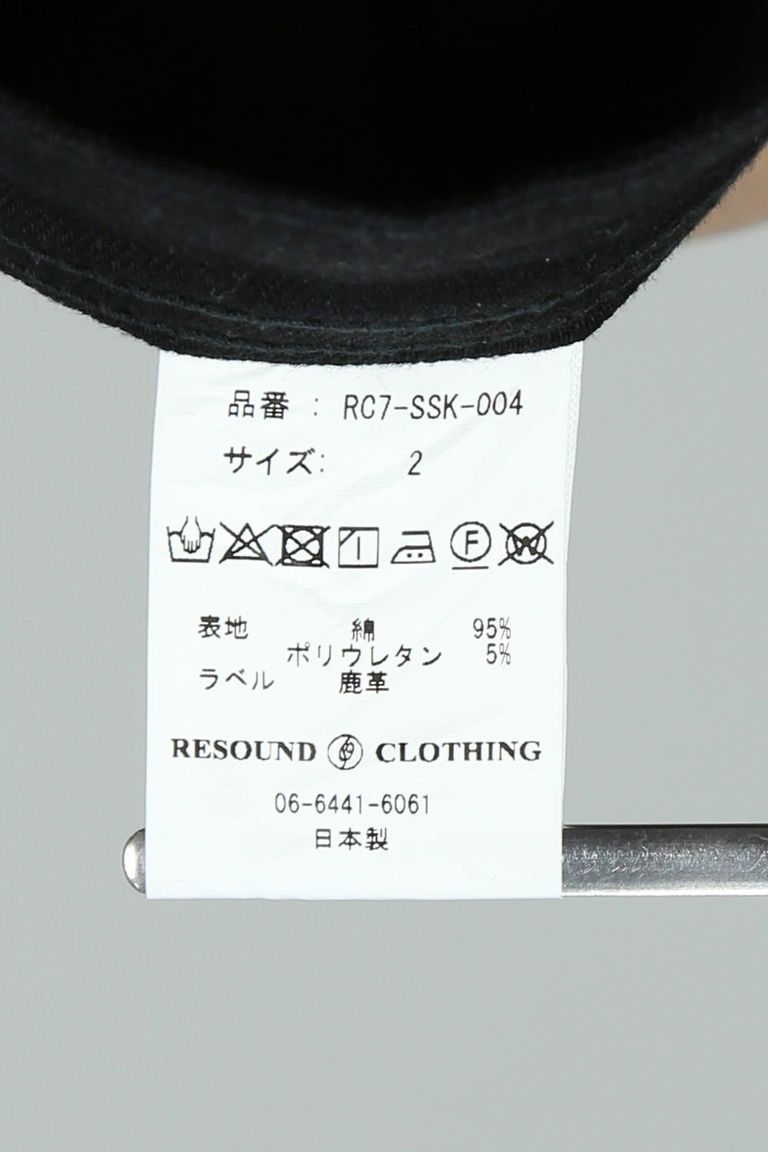 品番 : RC7-SSK-004
サイズ: 2
F W
表地 綿 95%
ポリウレタン 5%
ラベル 鹿革
RESOUND CLOTHING
06-6441-6061
日本製